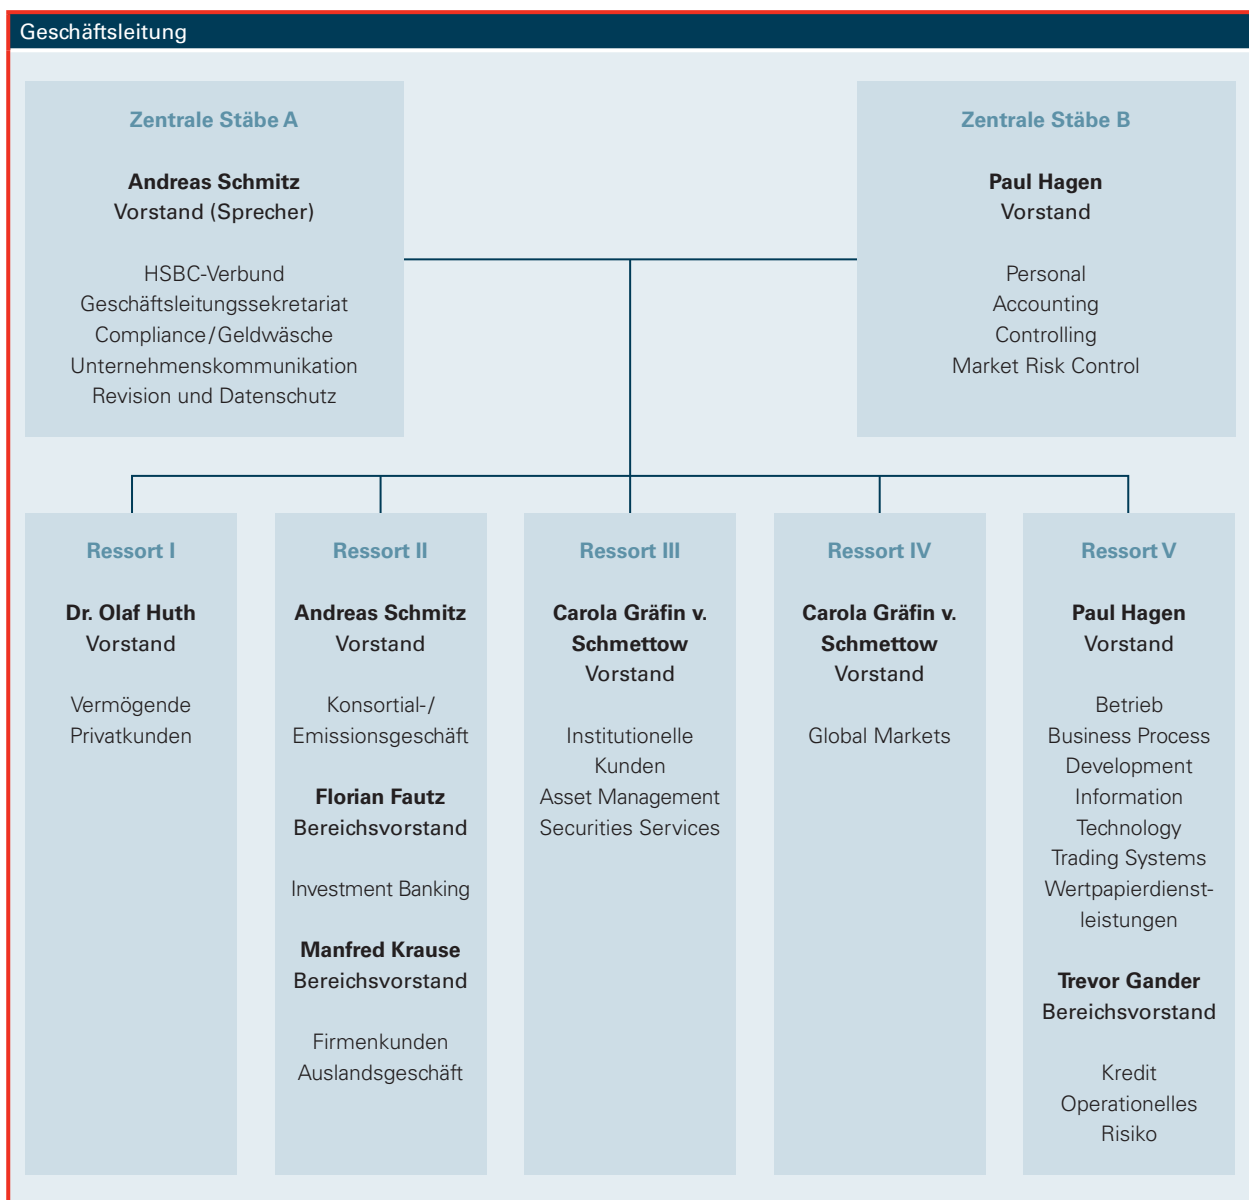 Geschäftsleitung
Zentrale Stäbe A
Andreas Schmitz
Vorstand (Sprecher)
HSBC-Verbund
Geschäftsleitungssekretariat
Compliance/Geldwäsche
Unternehmenskommunikation
Revision und Datenschutz
Zentrale Stäbe B
Paul Hagen
Vorstand
Personal
Accounting
Controlling
Market Risk Control
Ressort I
Dr. Olaf Huth
Vorstand
Vermögende
Privatkunden
Ressort II
Andreas Schmitz
Vorstand
Konsortial-/
Emissionsgeschäft
Florian Fautz
Bereichsvorstand
Investment Banking
Manfred Krause
Bereichsvorstand
Firmenkunden
Auslandsgeschäft
Ressort III
Carola Gräfin v.
Schmettow
Vorstand
Institutionelle
Kunden
Asset Management
Securities Services
Ressort IV
Carola Gräfin v.
Schmettow
Vorstand
Global Markets
Ressort V
Paul Hagen
Vorstand
Betrieb
Business Process
Development
Information
Technology
Trading Systems
Wertpapierdienst-
leistungen
Trevor Gander
Bereichsvorstand
Kredit
Operationelles
Risiko